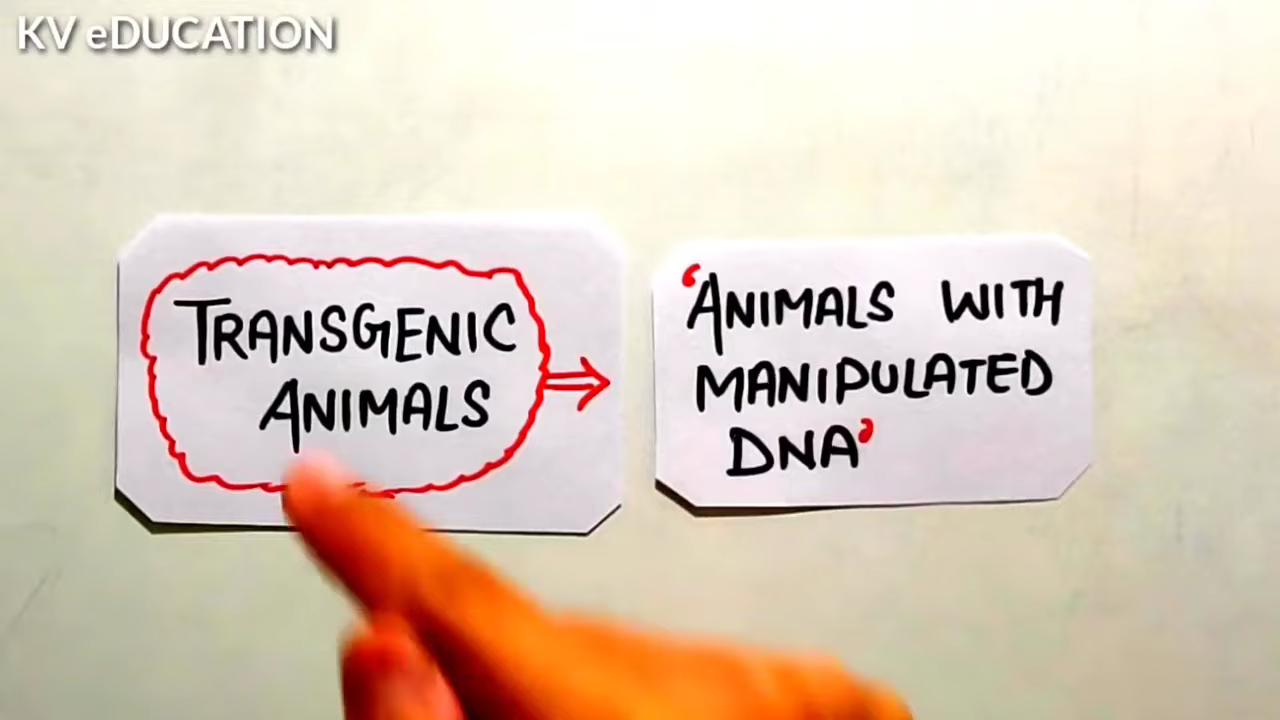 KV eDUCATION
TRANSGENIC
ANIMALS
'ANIMALS WITH
MANIPULATED
DNA'